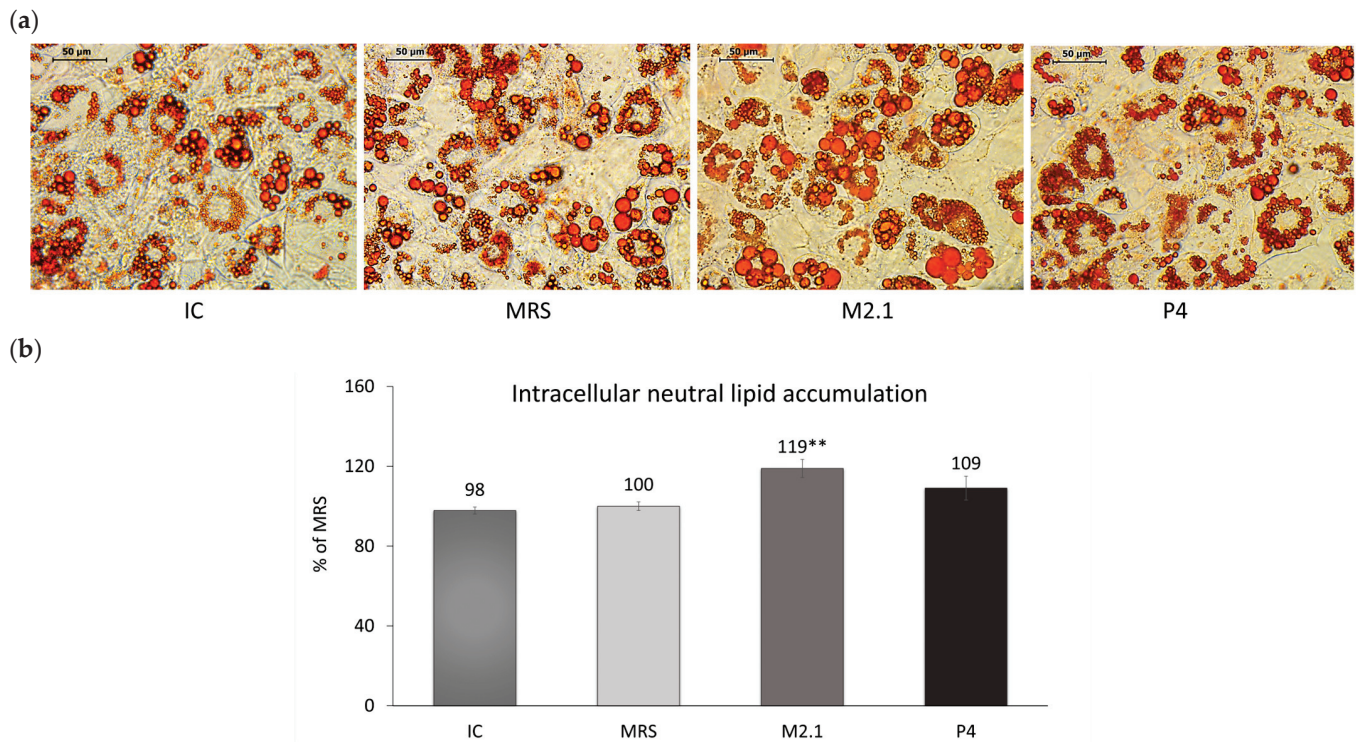 (a)
50 µm
50 µm
50 µm
50 µm
IC
MRS
M2.1
P4
(b)
Intracellular neutral lipid accumulation
% of MRS
160
120
80
40
0
98
100
119**
109
IC
MRS
M2.1
P4